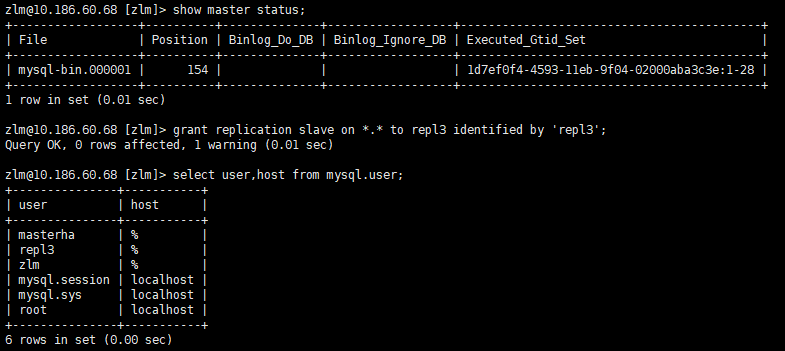 zlm@10.186.60.68 [zlm]> show master status;
+------------------+----------+--------------+------------------+-------------------------------------------+
| File             | Position | Binlog_Do_DB | Binlog_Ignore_DB | Executed_Gtid_Set                         |
+------------------+----------+--------------+------------------+-------------------------------------------+
| mysql-bin.000001 |      154 |              |                  | 1d7ef0f4-4593-11eb-9f04-02000aba3c3e:1-28 |
+------------------+----------+--------------+------------------+-------------------------------------------+
1 row in set (0.01 sec)
zlm@10.186.60.68 [zlm]> grant replication slave on *.* to repl3 identified by 'repl3';
Query OK, 0 rows affected, 1 warning (0.01 sec)
zlm@10.186.60.68 [zlm]> select user,host from mysql.user;
+---------------+-----------+
| user          | host      |
+---------------+-----------+
| masterha      | %         |
| repl3         | %         |
| zlm           | %         |
| mysql.session | localhost |
| mysql.sys     | localhost |
| root          | localhost |
+---------------+-----------+
6 rows in set (0.00 sec)